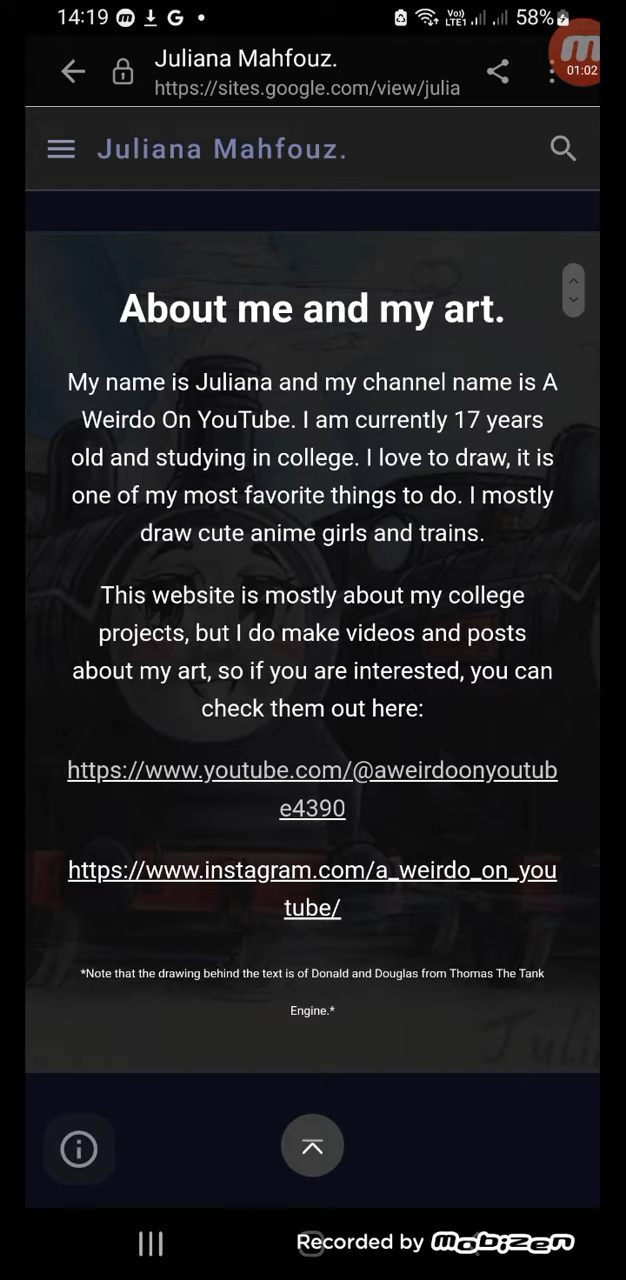 14:19 G 58%
Vo))
LTE1
Juliana Mahfouz.
https://sites.google.com/view/julia
01:02
Juliana Mahfouz.
About me and my art.
My name is Juliana and my channel name is A
Weirdo On YouTube. I am currently 17 years
old and studying in college. I love to draw, it is
one of my most favorite things to do. I mostly
draw cute anime girls and trains.
This website is mostly about my college
projects, but I do make videos and posts
about my art, so if you are interested, you can
check them out here:
https://www.youtube.com/@aweirdoonyoutub
e4390
https://www.instagram.com/a_weirdo_on_you
tube/
*Note that the drawing behind the text is of Donald and Douglas from Thomas The Tank
Engine.*
Juli
Recorded by mobizen